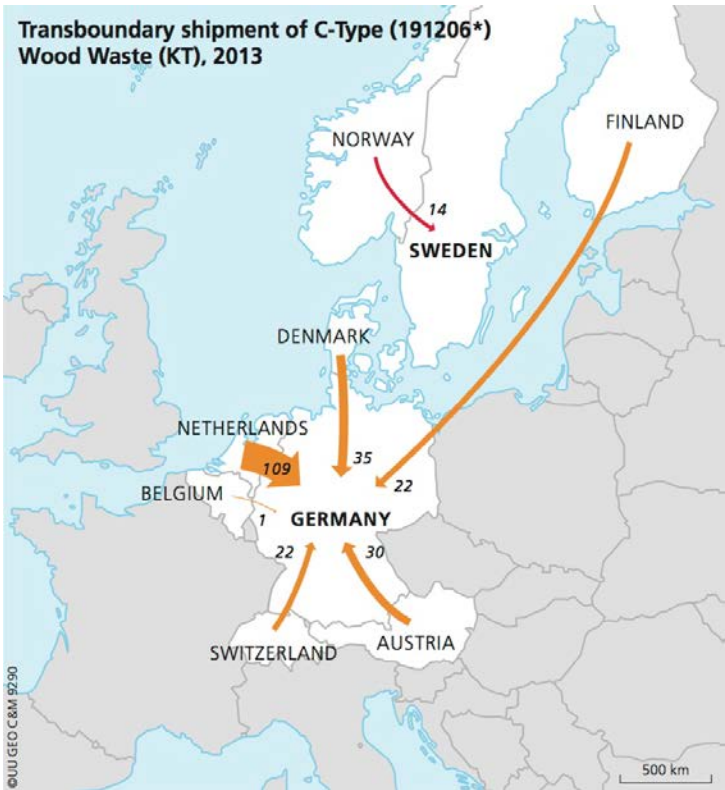 Transboundary shipment of C-Type (191206*)
Wood Waste (KT), 2013
FINLAND
NORWAY
14
SWEDEN
DENMARK
NETHERLANDS
109
35
22
BELGIUM
1
GERMANY
22
30
SWITZERLAND
AUSTRIA
500 km
©UU GEO C&M 9290